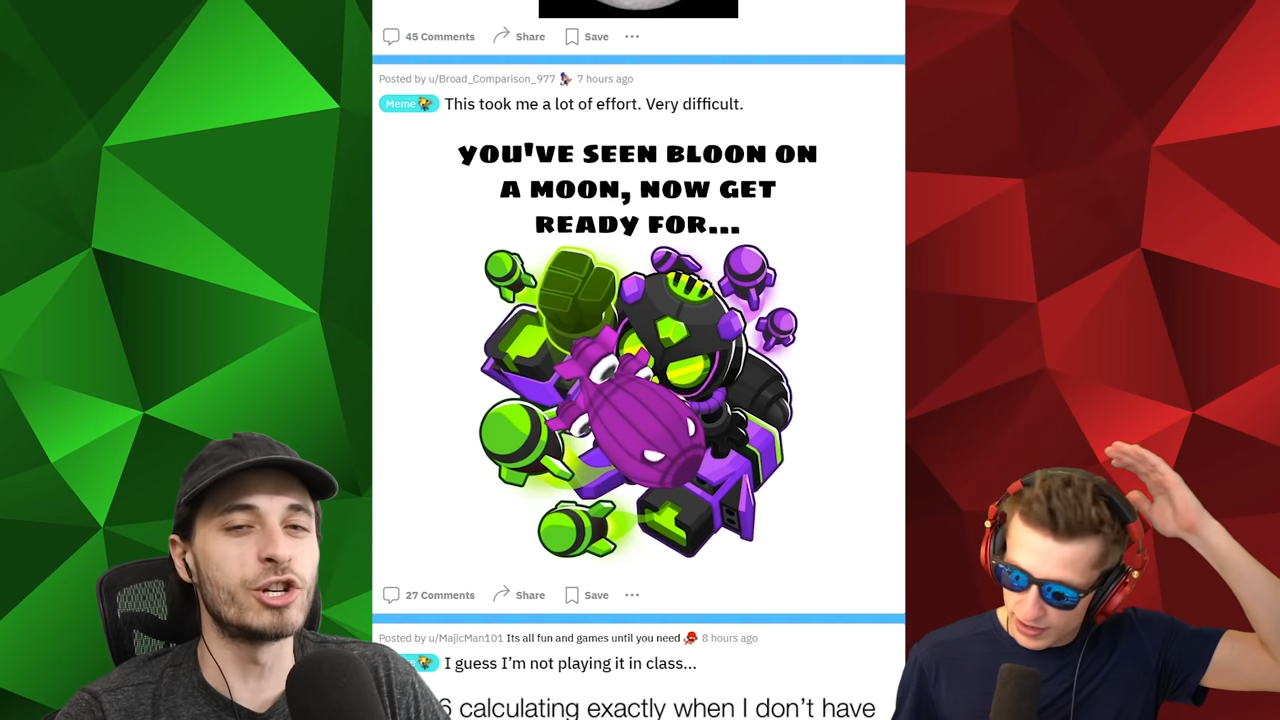 45 Comments Share Save
Posted by u/Broad_Comparison_977 7 hours ago
Meme This took me a lot of effort. Very difficult.
YOU'VE SEEN BLOON ON
A MOON, NOW GET
READY FOR...
27 Comments Share Save
Posted by u/MajicMan101 Its all fun and games until you need 8 hours ago
I guess I'm not playing it in class...
6 calculating exactly when I don't have